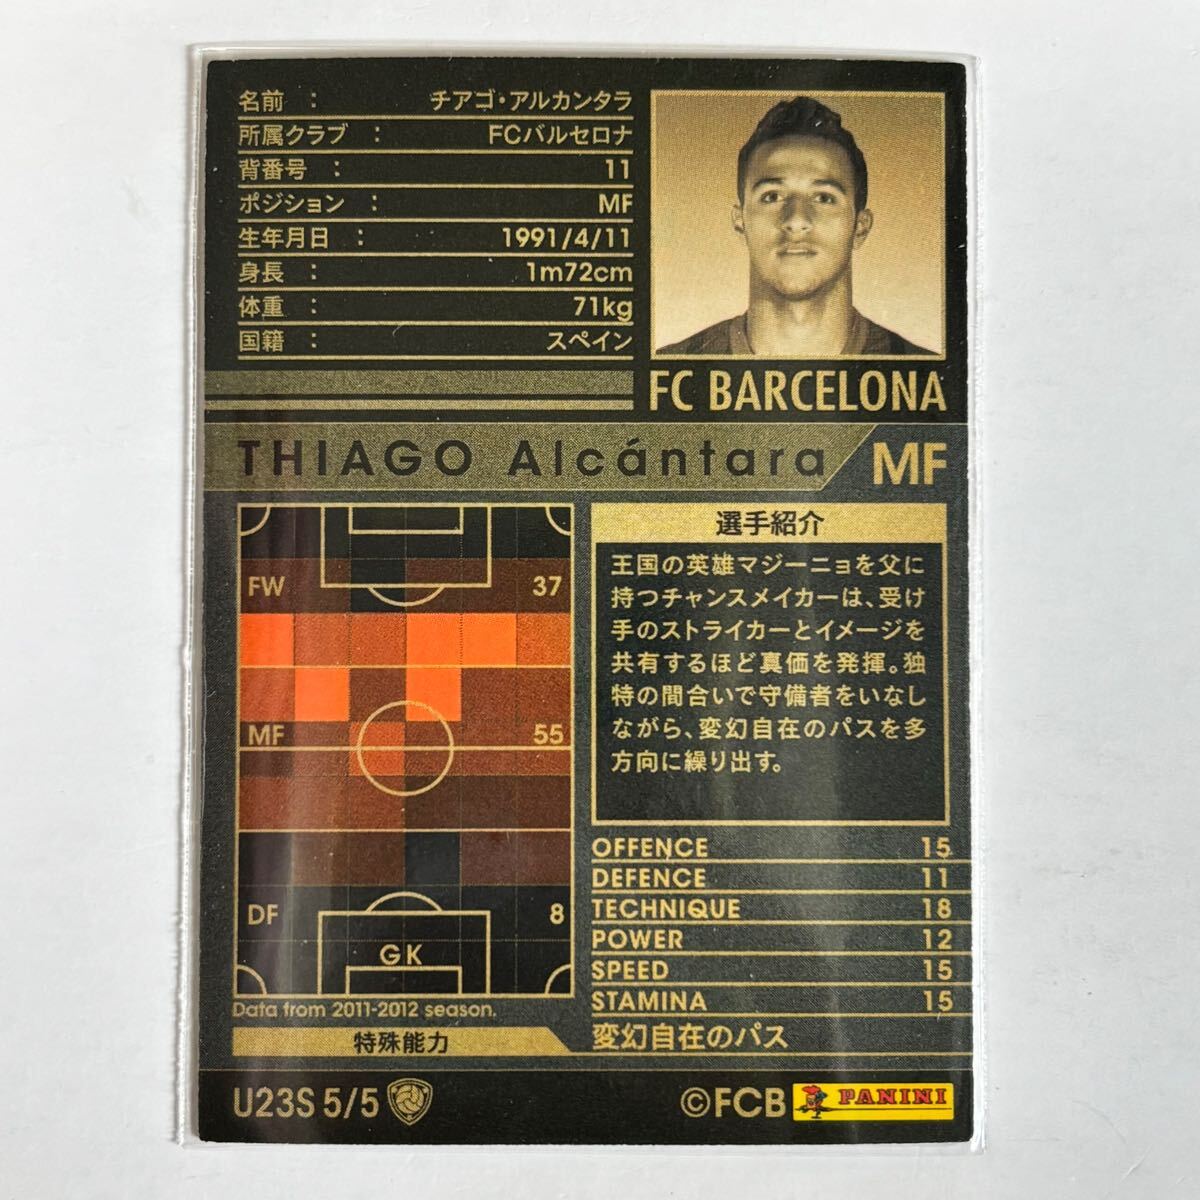 名前 : チアゴ・アルカンタラ
所属クラブ : FCバルセロナ
背番号 : 11
ポジション : MF
生年月日 : 1991/4/11
身長 : 1m72cm
体重 : 71kg
国籍 : スペイン
FC BARCELONA
THIAGO Alcántara MF
FW 37
MF 55
DF 8
GK
Data from 2011-2012 season.
選手紹介
王国の英雄マジーニョを父に
持つチャンスメイカーは、受け
手のストライカーとイメージを
共有するほど真価を発揮。独
特の間合いで守備者をいなし
ながら、変幻自在のパスを多
方向に繰り出す。
OFFENCE 15
DEFENCE 11
TECHNIQUE 18
POWER 12
SPEED 15
STAMINA 15
特殊能力 変幻自在のパス
U23S 5/5
©FCB PANINI